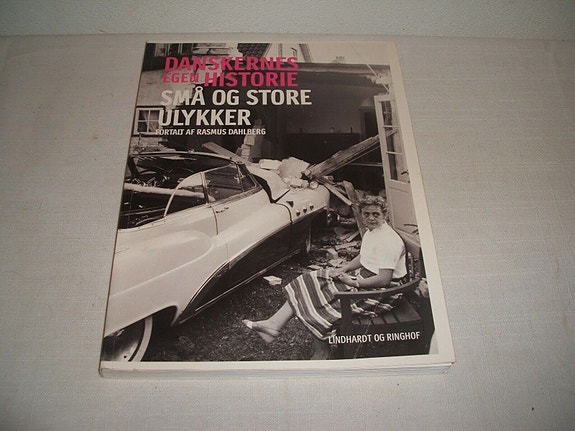 DANSKERNES
EGEN HISTORIE
SMÅ OG STORE
ULYKKER
FORTALT AF RASMUS DAHLBERG
LINDHARDT OG RINGHOF